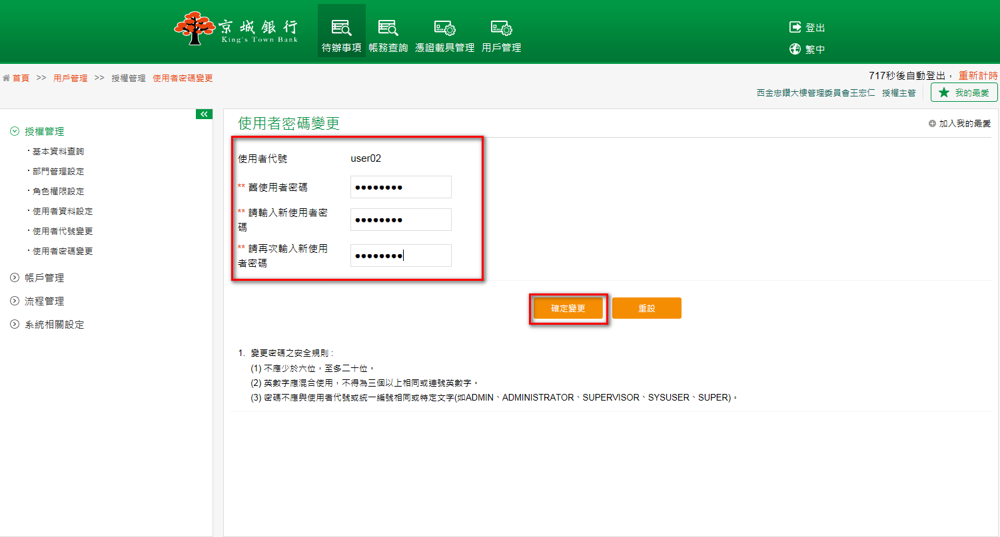 京城銀行
King's Town Bank
待辦事項 帳務查詢 憑證載具管理 用戶管理
登出
繁中
首頁 >> 用戶管理 >> 授權管理 使用者密碼變更
717秒後自動登出， 重新計時
西金忠鑽大樓管理委員會王宏仁 授權主管 我的最愛
使用者密碼變更
加入我的最愛
授權管理
·基本資料查詢
·部門管理設定
·角色權限設定
·使用者資料設定
·使用者代號變更
·使用者密碼變更
帳戶管理
流程管理
系統相關設定
使用者代號 user02
** 舊使用者密碼 ●●●●●●●●
** 請輸入新使用者密
碼 ●●●●●●●●
** 請再次輸入新使用
者密碼 ●●●●●●●●
確定變更 重設
1. 變更密碼之安全規則 :
(1) 不應少於六位，至多二十位。
(2) 英數字應混合使用，不得為三個以上相同或連號英數字。
(3) 密碼不應與使用者代號或統一編號相同或特定文字(如ADMIN、ADMINISTRATOR、SUPERVISOR、SYSUSER、SUPER)。